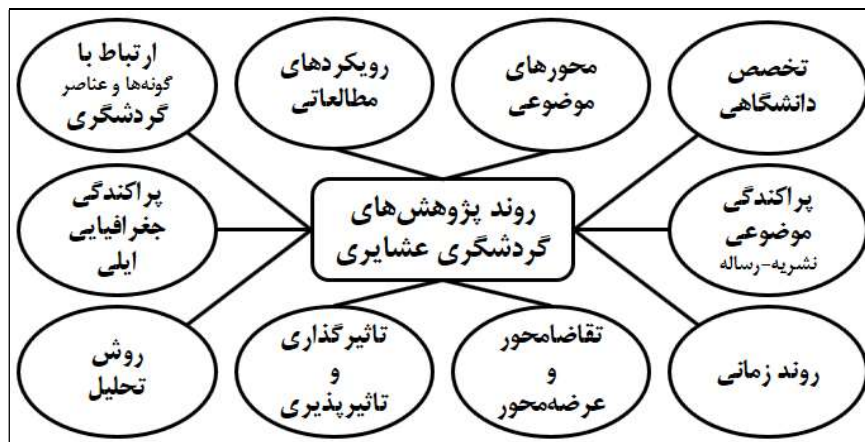 تخصص
دانشگاهی
محورهای
موضوعی
رویکردهای
مطالعاتی
ارتباط با
گونه‌ها و عناصر
گردشگری
پراکندگی
موضوعی
نشریه-رساله
روند پژوهش‌های
گردشگری عشایری
پراکندگی
جغرافیایی
ایلی
روند زمانی
تقاضامحور
و
عرضه‌محور
تاثیرگذاری
و
تاثیرپذیری
روش
تحلیل